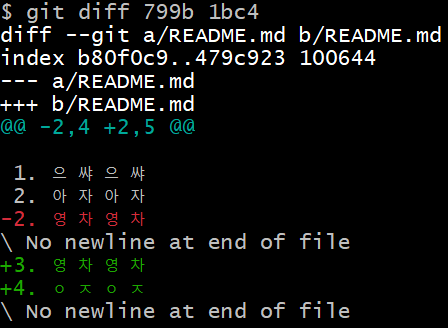 $ git diff 799b 1bc4
diff --git a/README.md b/README.md
index b80f0c9..479c923 100644
--- a/README.md
+++ b/README.md
@@ -2,4 +2,5 @@
1. 으 쌰 으 쌰
2. 아 자 아 자
-2. 영 차 영 차
\ No newline at end of file
+3. 영 차 영 차
+4. ㅇ ㅈ ㅇ ㅈ
\ No newline at end of file